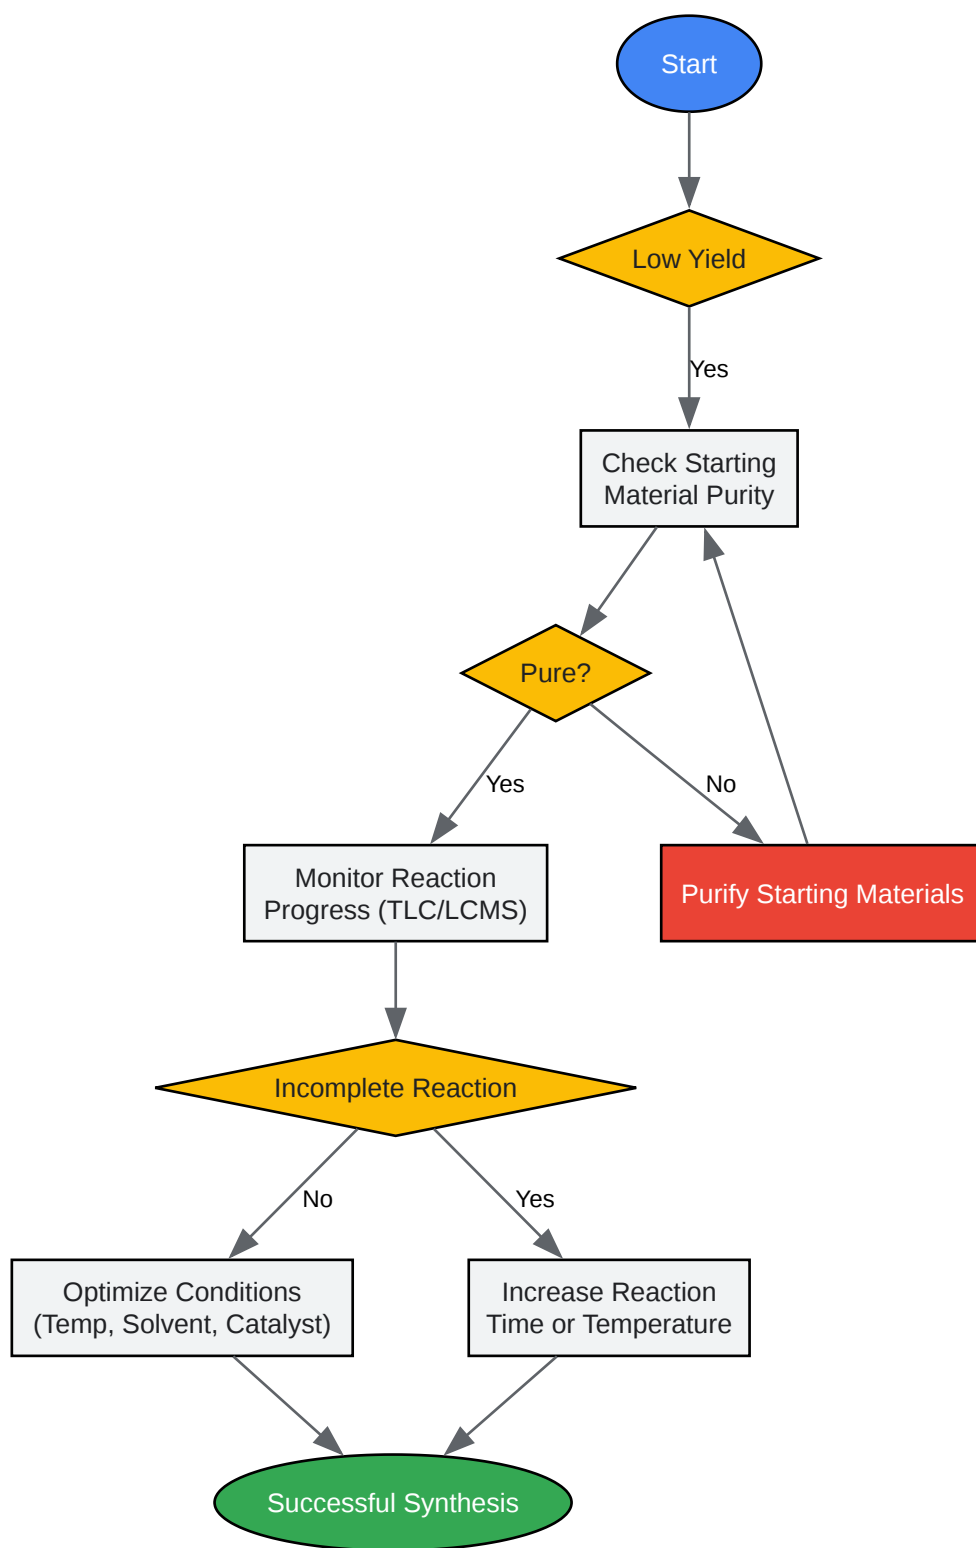 Start
Low Yield
Yes
Check Starting
Material Purity
Pure?
Yes
No
Monitor Reaction
Progress (TLC/LCMS)
Purify Starting Materials
Incomplete Reaction
No
Yes
Optimize Conditions
(Temp, Solvent, Catalyst)
Increase Reaction
Time or Temperature
Successful Synthesis